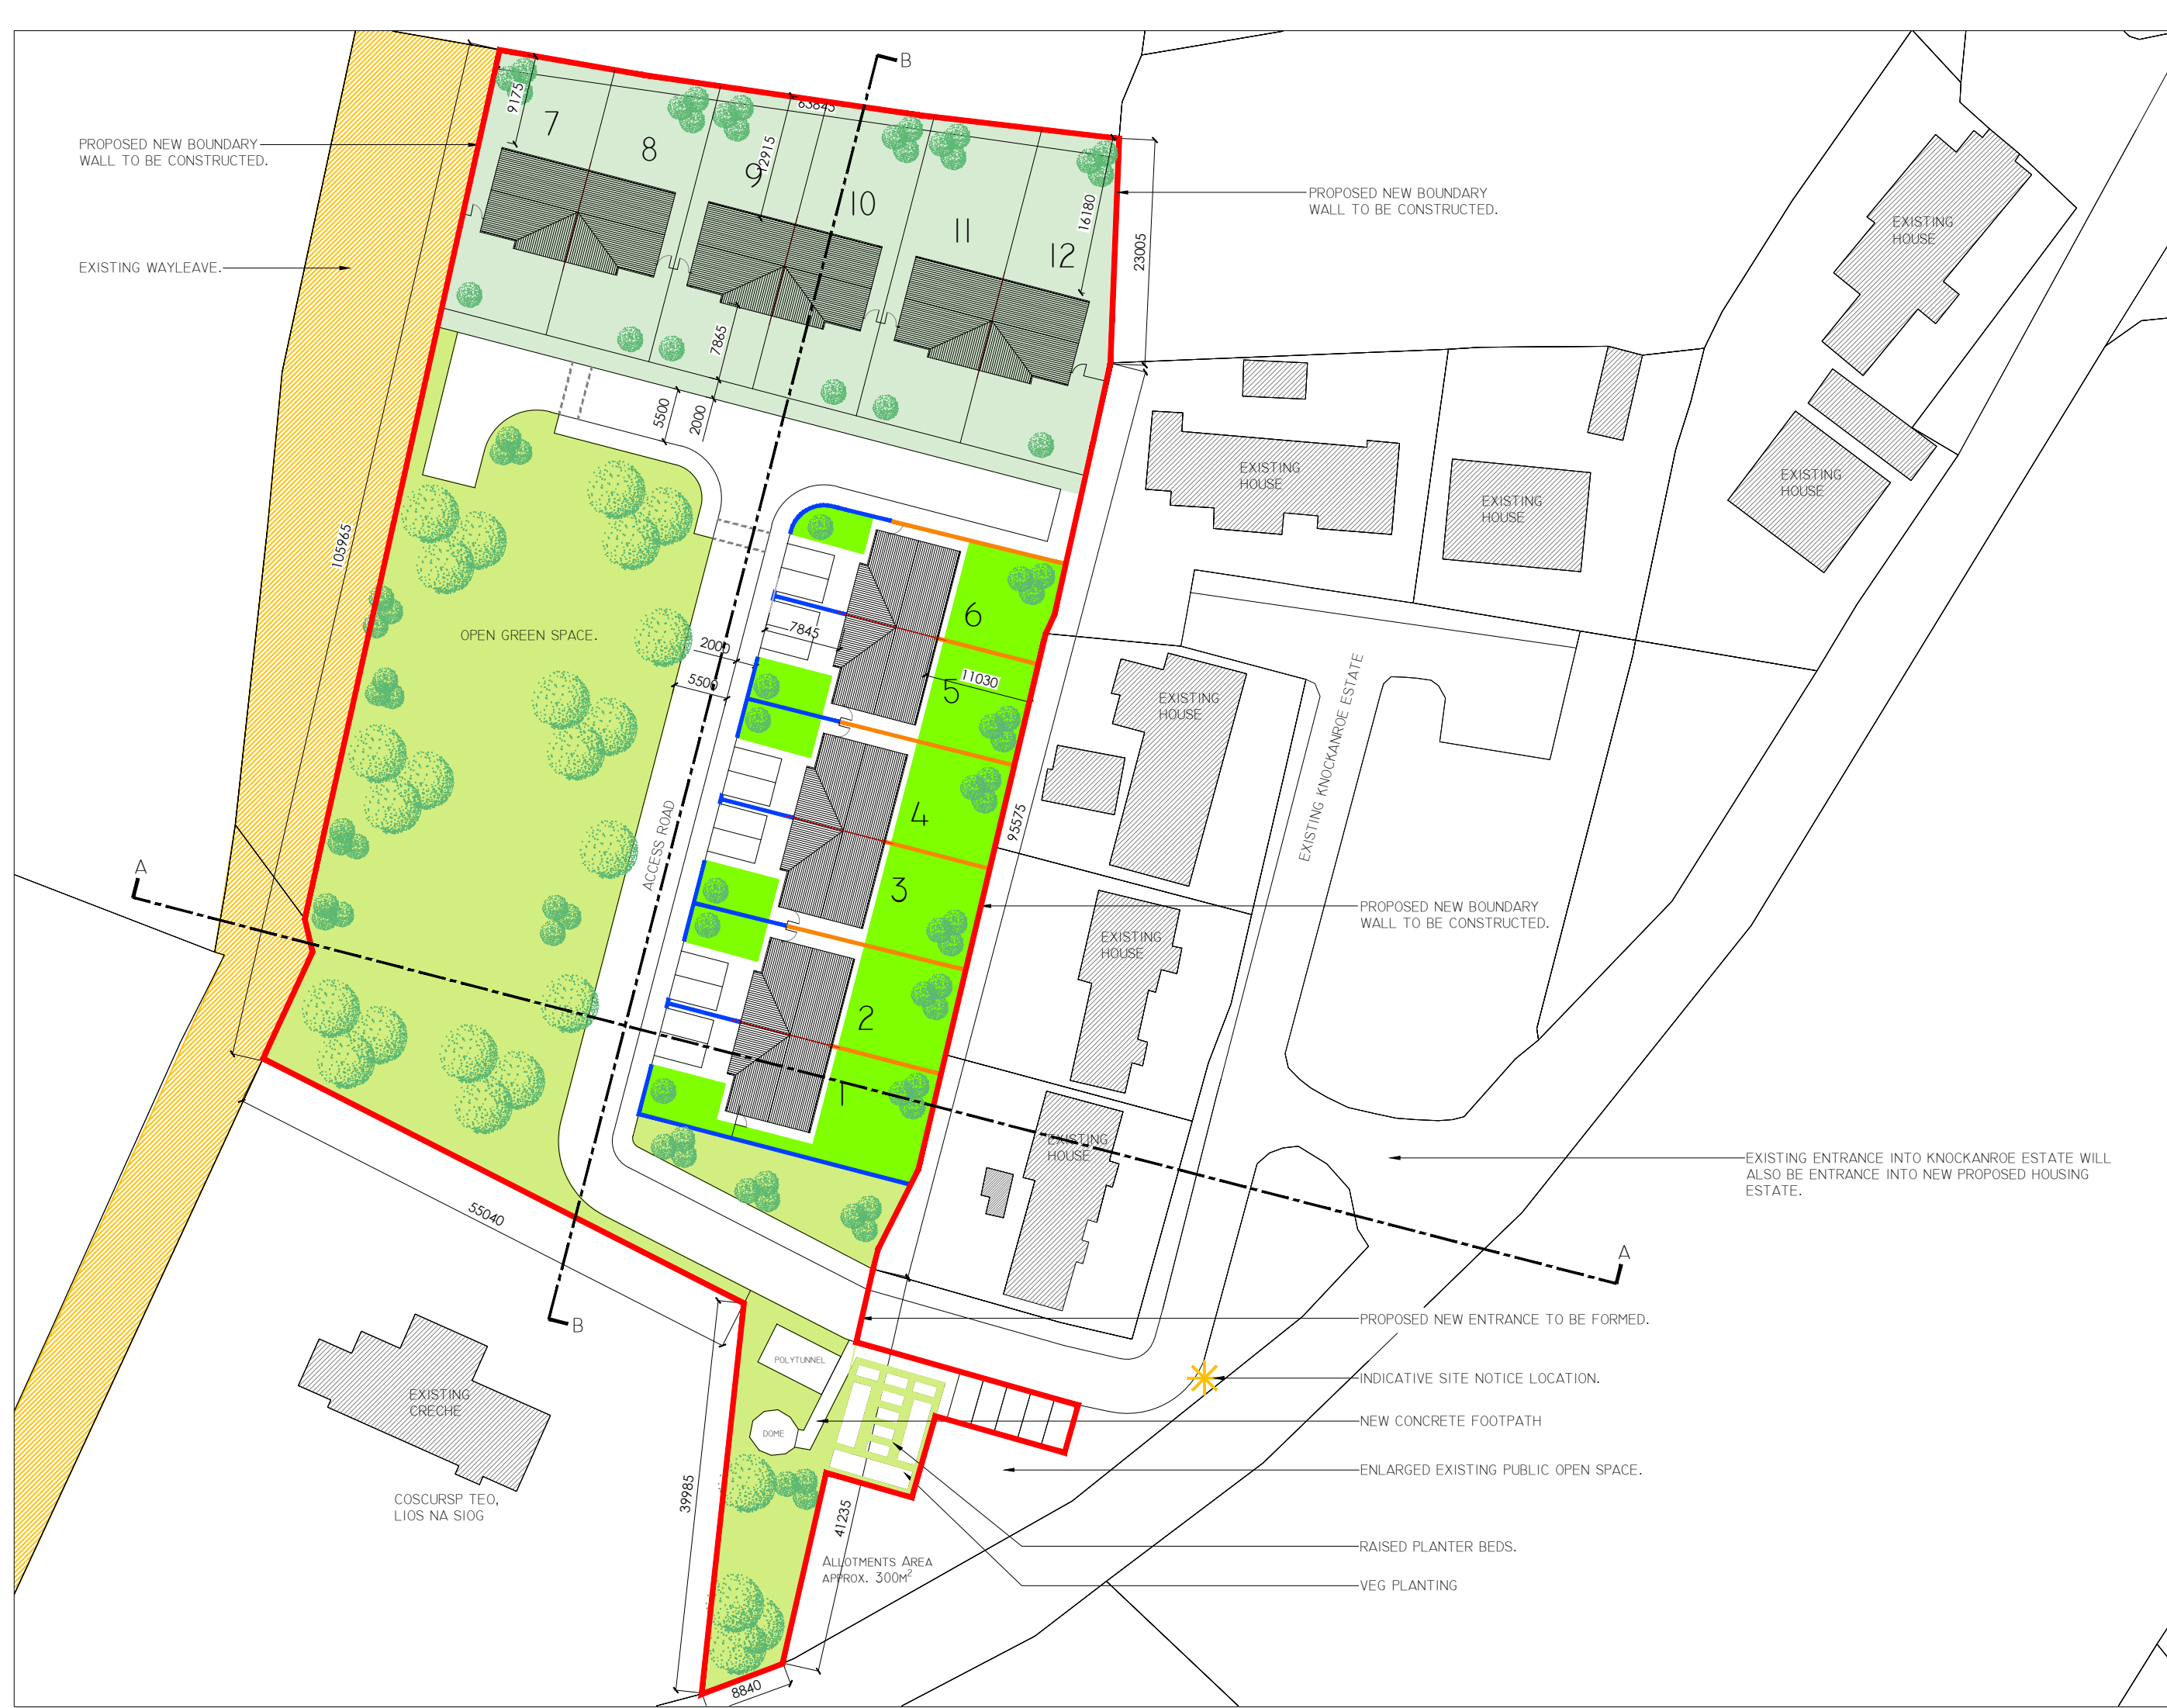 B
63845
9175
7
8
12915
9
10
11
12
16180
23005
PROPOSED NEW BOUNDARY
WALL TO BE CONSTRUCTED.
PROPOSED NEW BOUNDARY
WALL TO BE CONSTRUCTED.
EXISTING
HOUSE
EXISTING WAYLEAVE.
7865
5500
2000
EXISTING
HOUSE
EXISTING
HOUSE
EXISTING
HOUSE
105965
OPEN GREEN SPACE.
7845
2000
5500
6
5
11030
4
3
2
1
EXISTING
HOUSE
EXISTING KNOCKANROE ESTATE
95575
ACCESS ROAD
A
PROPOSED NEW BOUNDARY
WALL TO BE CONSTRUCTED.
EXISTING
HOUSE
EXISTING
HOUSE
EXISTING ENTRANCE INTO KNOCKANROE ESTATE WILL
ALSO BE ENTRANCE INTO NEW PROPOSED HOUSING
ESTATE.
55040
A
B
PROPOSED NEW ENTRANCE TO BE FORMED.
POLYTUNNEL
INDICATIVE SITE NOTICE LOCATION.
EXISTING
CRECHE
NEW CONCRETE FOOTPATH
DOME
ENLARGED EXISTING PUBLIC OPEN SPACE.
COSCURSP TEO,
LIOS NA SIOG
39985
41235
RAISED PLANTER BEDS.
ALLOTMENTS AREA
APPROX. 300M²
VEG PLANTING
8840